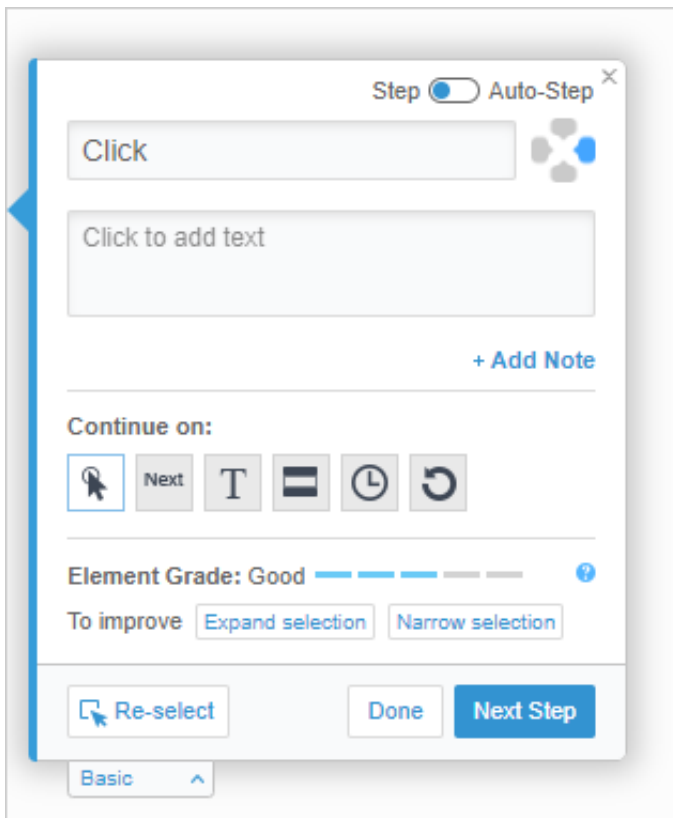 Step Auto-Step ×
Click
Click to add text
+ Add Note
Continue on:
Next T
Element Grade: Good ?
To improve Expand selection Narrow selection
Re-select Done Next Step
Basic